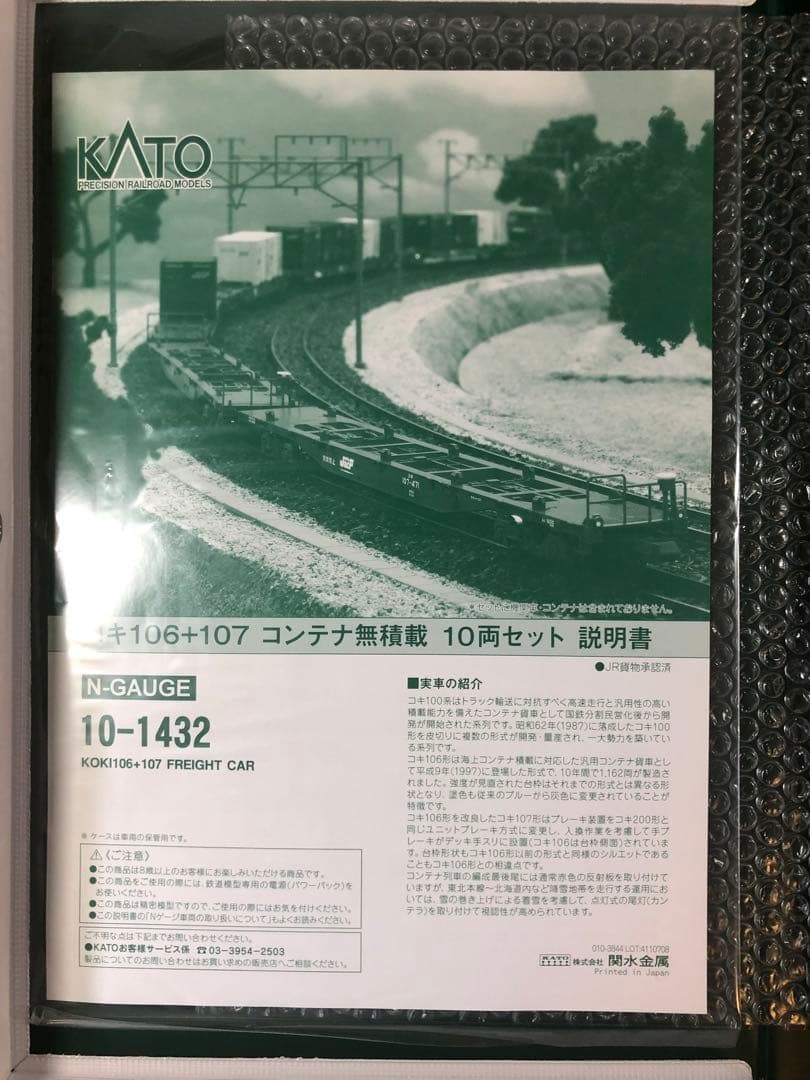 KATO
PRECISION RAILROAD MODELS
107-471
キ106+107 コンテナ無積載 10両セット 説明書
●JR貨物承認済
N-GAUGE
10-1432
KOKI106+107 FREIGHT CAR
※ ケースは車両の保管用です。
⚠〈ご注意〉
●この商品は8歳以上のお客様にお楽しみいただける商品です。
●この商品をご使用の際には、鉄道模型専用の電源(パワーパック)を
お使いください。
●この商品は精密模型ですので、ご使用の際にはお気を付けください。
●この説明書の「Nゲージ車両の取り扱いについて」もよくお読みください。
ご不明な点は下記までお問い合わせください。
●KATOお客様サービス係 ☎03-3954-2503
製品についてのお問い合わせはお買い求めの販売店へご相談ください。
■実車の紹介
コキ100系はトラック輸送に対抗すべく高速走行と汎用性の高い
積載能力を備えたコンテナ貨車として国鉄分割民営化後から開
発が開始された系列です。昭和62年(1987)に落成したコキ100
形を皮切りに複数の形式が開発・量産され、一大勢力を築いてい
る系列です。
コキ106形は海上コンテナ積載に対応した汎用コンテナ貨車とし
て平成9年(1997)に登場した形式で、10年間で1,162両が製造さ
れました。強度が見直された台枠はそれまでの形式とは異なる形
状となり、塗色も従来のブルーから灰色に変更されていることが
特徴です。
コキ106形を改良したコキ107形はブレーキ装置をコキ200形と
同じユニットブレーキ方式に変更し、入換作業を考慮して手ブ
レーキがデッキ手スリに設置(コキ106は台枠側面)されていま
す。台枠形状もコキ106形以前の形式と同様のシルエットであるこ
ともコキ106形との相違点です。
コンテナ列車の編成最後尾には通常赤色の反射板を取り付けてい
ますが、東北本線〜北海道内など降雪地帯を走行する運用におい
ては、雪の巻き上げによる着雪を考慮して、点灯式の尾灯(カン
テラ)を取り付けて視認性が高められています。
010-3844 LOT:4110708
KATO 株式会社 関水金属
Printed in Japan